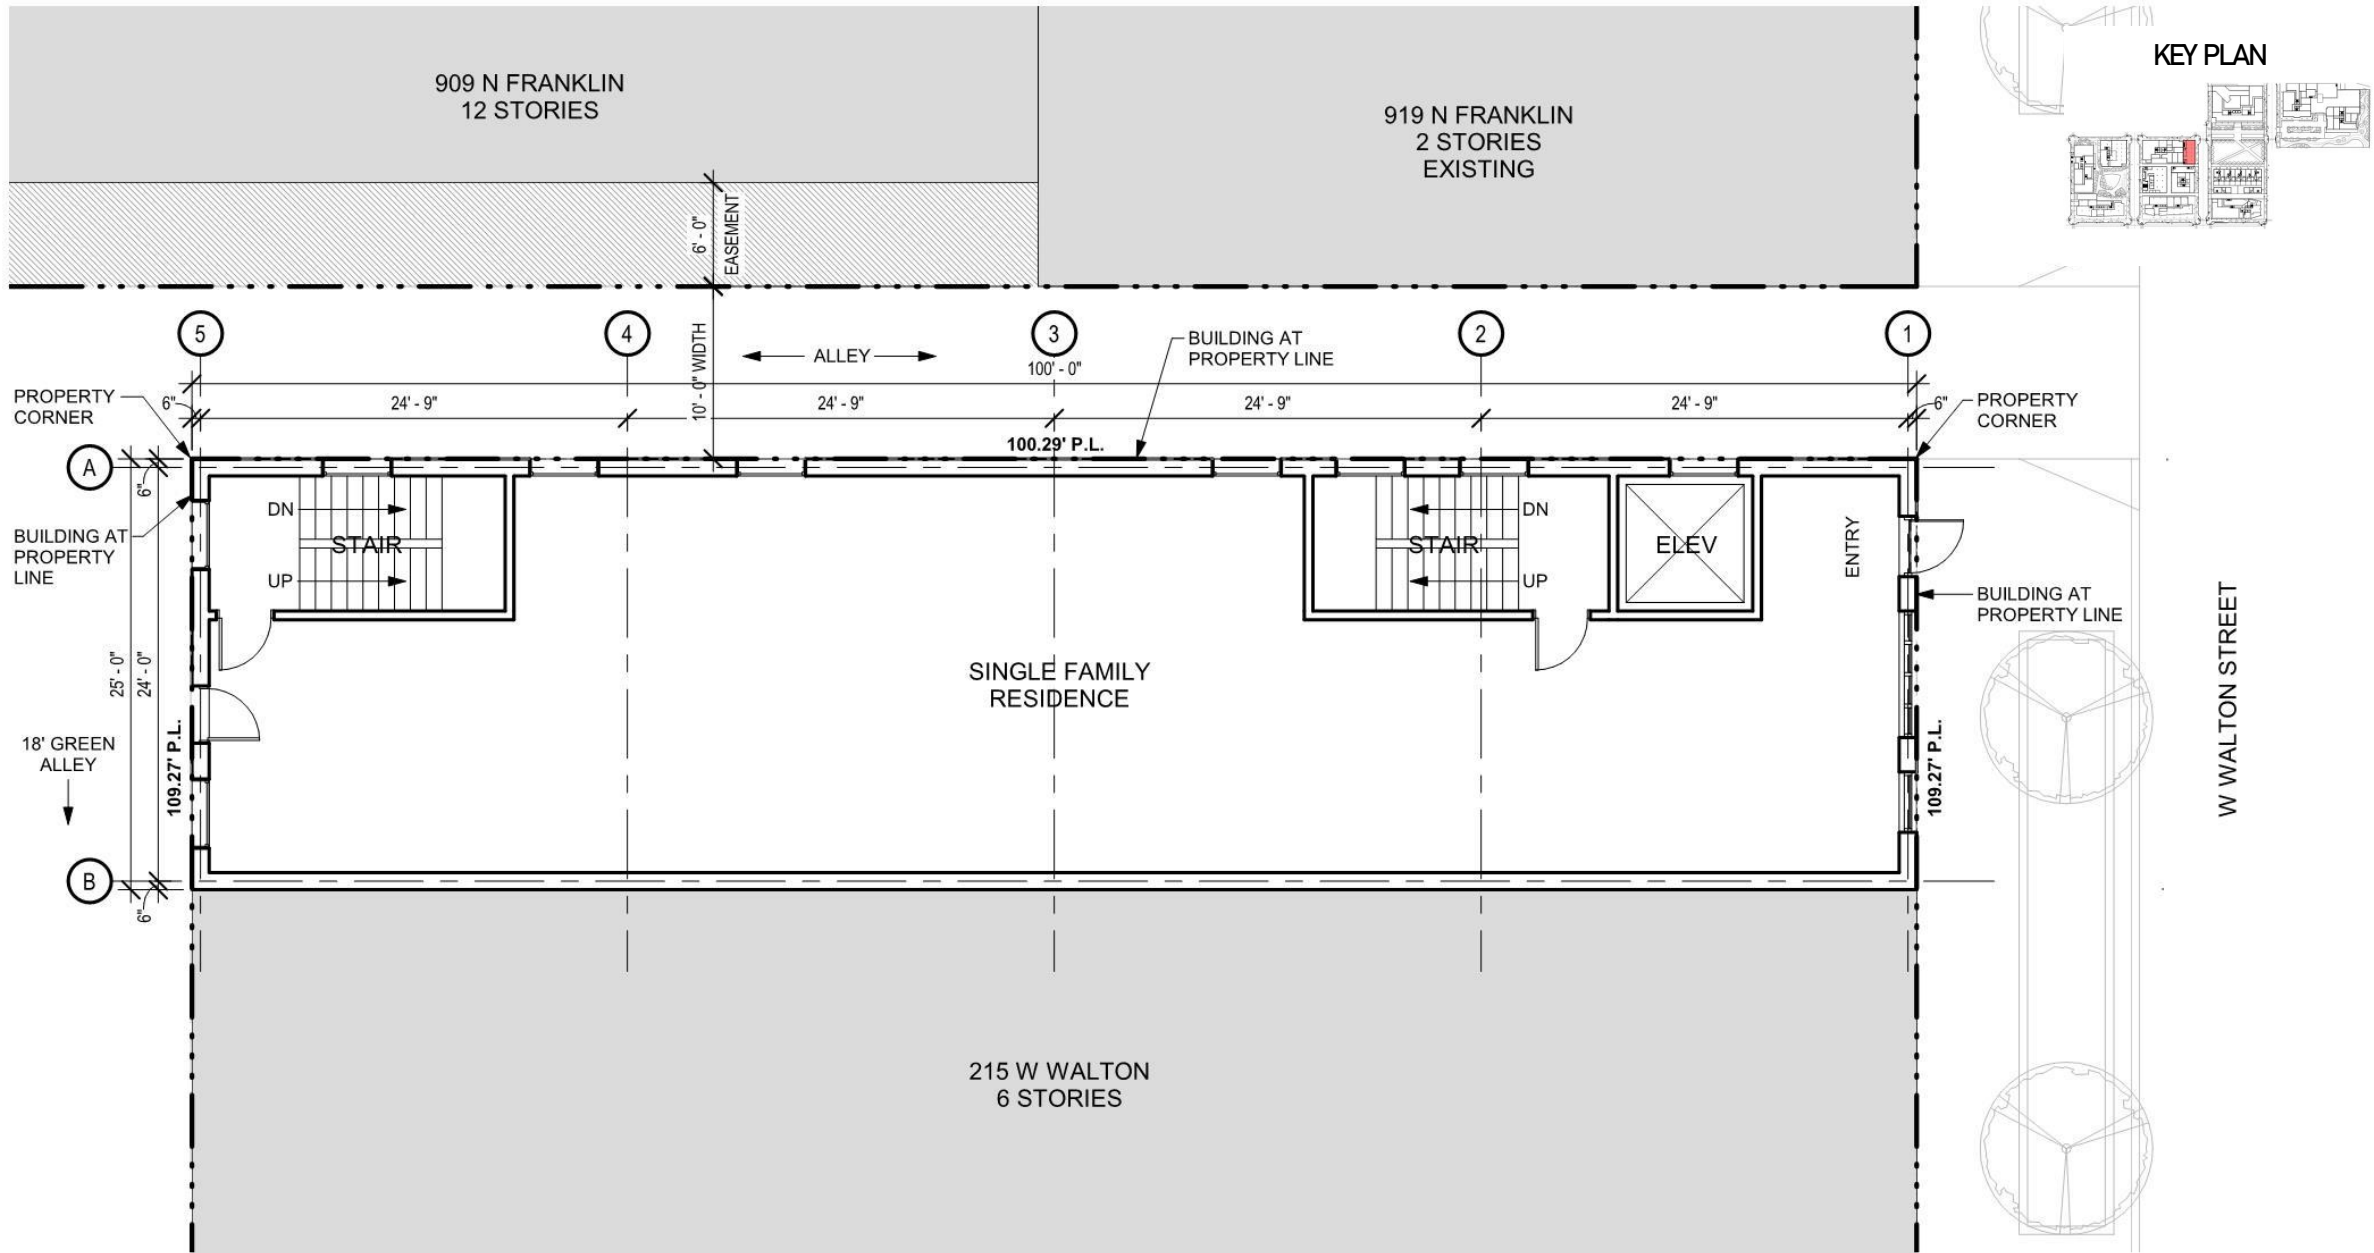 KEY PLAN
909 N FRANKLIN
12 STORIES
919 N FRANKLIN
2 STORIES
EXISTING
6' - 0"
EASEMENT
5
4
3
2
1
10' - 0" WIDTH
ALLEY
BUILDING AT
PROPERTY LINE
100' - 0"
PROPERTY
CORNER
6"
24' - 9"
24' - 9"
24' - 9"
24' - 9"
6"
PROPERTY
CORNER
100.29' P.L.
A
6"
BUILDING AT
PROPERTY
LINE
DN
STAIR
UP
DN
STAIR
UP
ELEV
ENTRY
BUILDING AT
PROPERTY LINE
W WALTON STREET
25' - 0"
24' - 0"
SINGLE FAMILY
RESIDENCE
18' GREEN
ALLEY
109.27' P.L.
109.27' P.L.
B
6"
215 W WALTON
6 STORIES